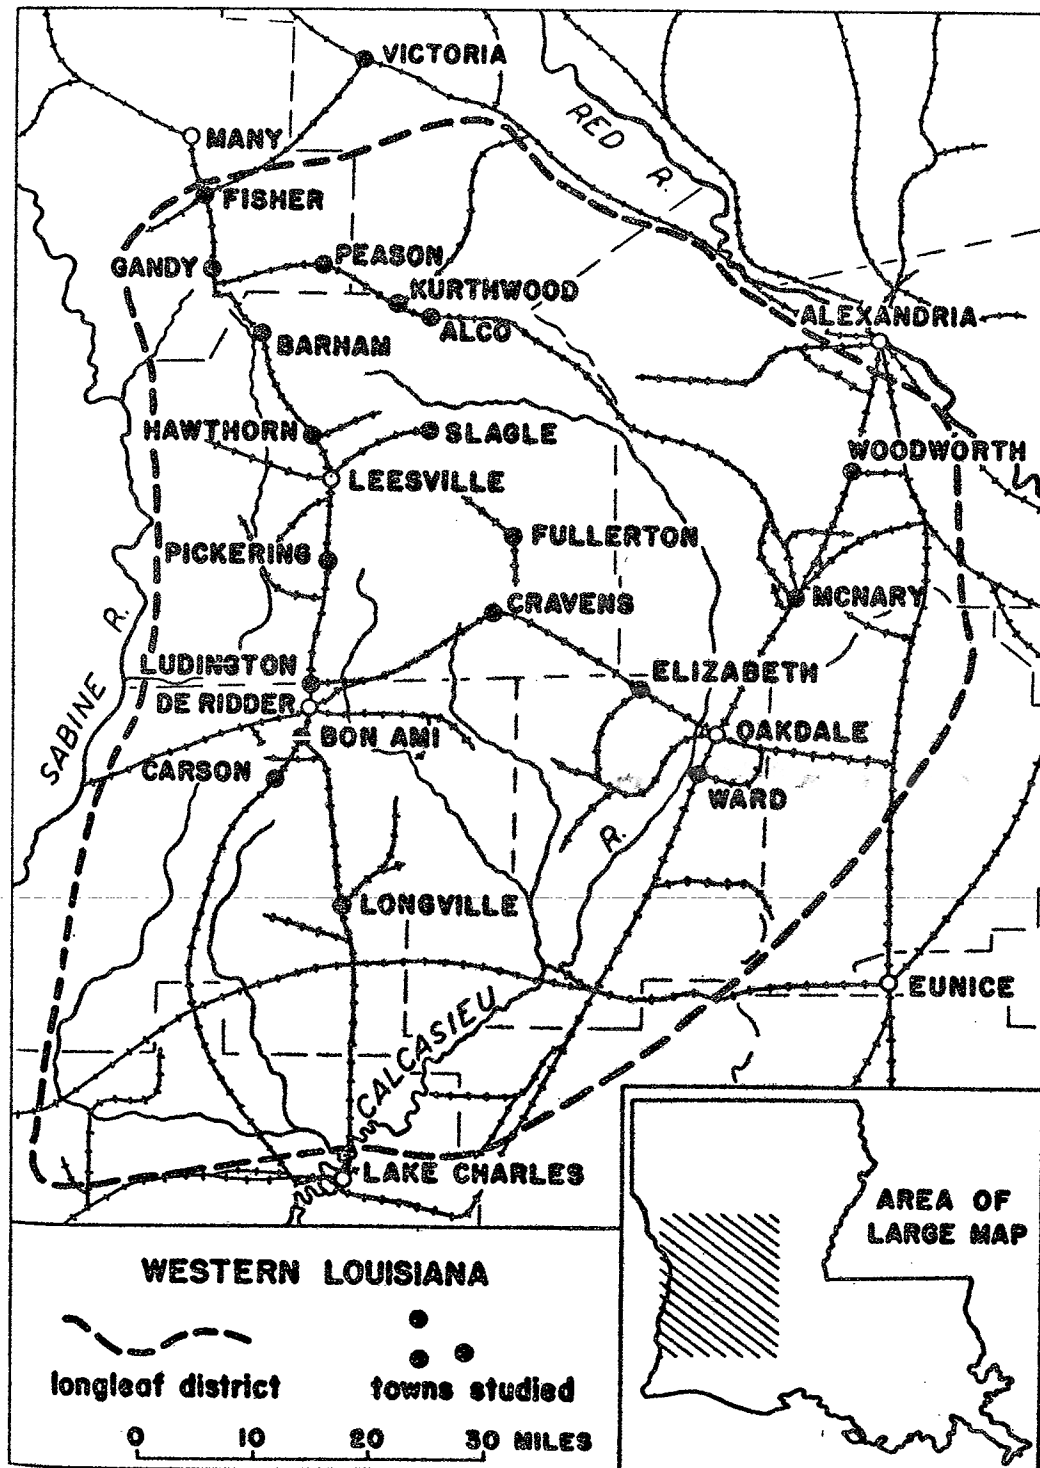 VICTORIA
RED R.
MANY
FISHER
GANDY
PEASON
KURTHWOOD
ALCO
ALEXANDRIA
BARHAM
HAWTHORN
SLAGLE
WOODWORTH
LEESVILLE
FULLERTON
PICKERING
CRAVENS
MCNARY
SABINE R.
LUDINGTON
ELIZABETH
DE RIDDER
BON AMI
OAKDALE
CARSON
WARD
LONGVILLE
CALCASIEU R.
EUNICE
LAKE CHARLES
AREA OF
LARGE MAP
WESTERN LOUISIANA
longleaf district
towns studied
0 10 20 30 MILES